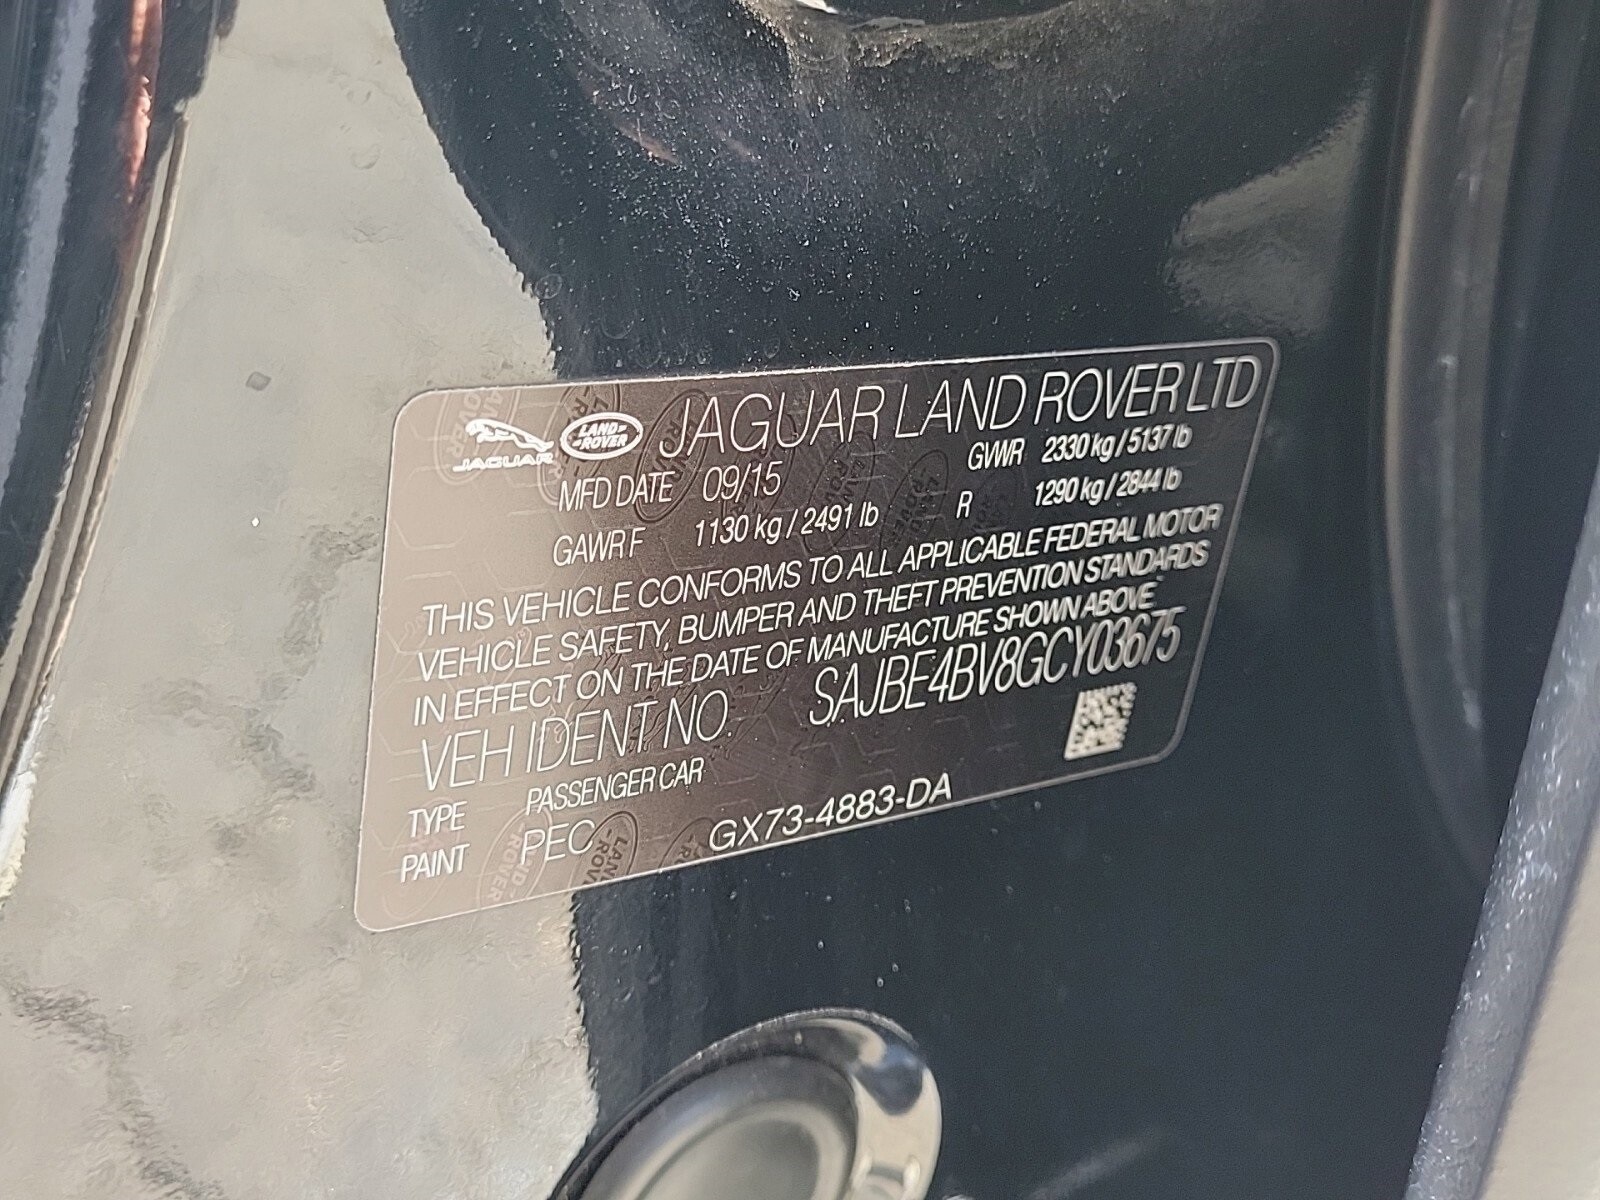 JAGUAR LAND-ROVER JAGUAR LAND ROVER LTD
MFD DATE 09/15 GVWR 2330 kg / 5137 lb
GAWR F 1130 kg / 2491 lb R 1290 kg / 2844 lb
THIS VEHICLE CONFORMS TO ALL APPLICABLE FEDERAL MOTOR
VEHICLE SAFETY, BUMPER AND THEFT PREVENTION STANDARDS
IN EFFECT ON THE DATE OF MANUFACTURE SHOWN ABOVE
VEH IDENT NO. SAJBE4BV8GCY03675
TYPE PASSENGER CAR
PAINT PEC GX73-4883-DA